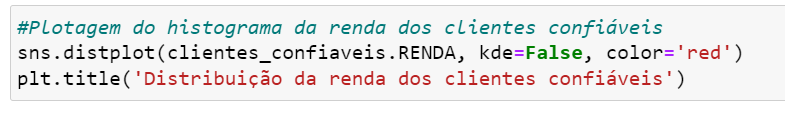 #Plotagem do histograma da renda dos clientes confiáveis
sns.distplot(clientes_confiaveis.RENDA, kde=False, color='red')
plt.title('Distribuição da renda dos clientes confiáveis')